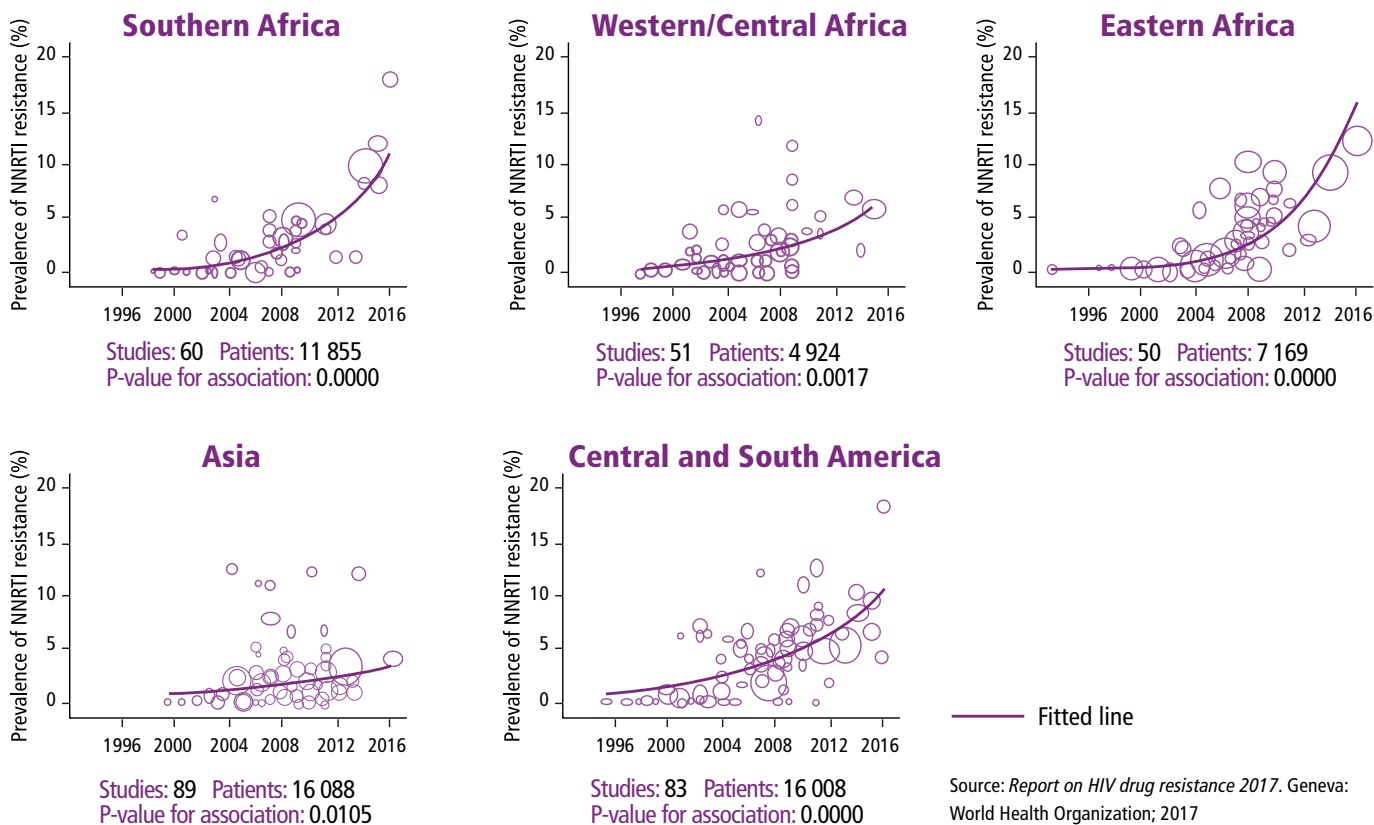 Southern Africa
Prevalence of NNRTI resistance (%)
20
15
10
5
0
1996 2000 2004 2008 2012 2016
Studies: 60 Patients: 11 855
P-value for association: 0.0000
Western/Central Africa
Prevalence of NNRTI resistance (%)
20
15
10
5
0
1996 2000 2004 2008 2012 2016
Studies: 51 Patients: 4 924
P-value for association: 0.0017
Eastern Africa
Prevalence of NNRTI resistance (%)
20
15
10
5
0
1996 2000 2004 2008 2012 2016
Studies: 50 Patients: 7 169
P-value for association: 0.0000
Asia
Prevalence of NNRTI resistance (%)
20
15
10
5
0
1996 2000 2004 2008 2012 2016
Studies: 89 Patients: 16 088
P-value for association: 0.0105
Central and South America
Prevalence of NNRTI resistance (%)
20
15
10
5
0
1996 2000 2004 2008 2012 2016
Studies: 83 Patients: 16 008
P-value for association: 0.0000
Fitted line
Source: Report on HIV drug resistance 2017. Geneva:
World Health Organization; 2017